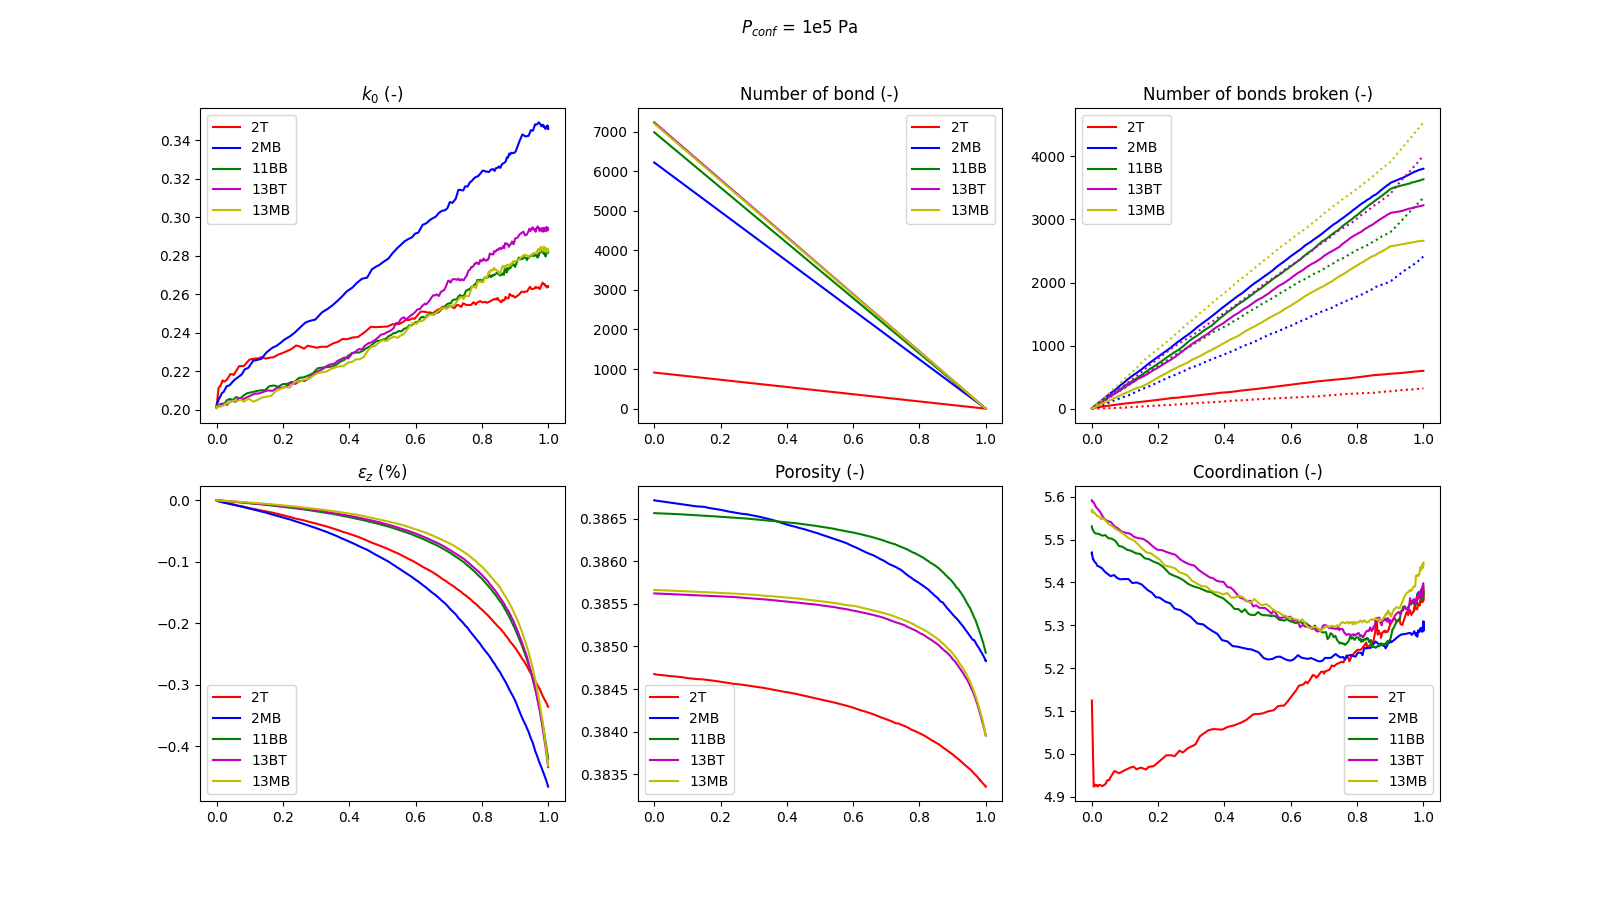 P_conf = 1e5 Pa
k_0 (-)
0.34
0.32
0.30
0.28
0.26
0.24
0.22
0.20
0.0 0.2 0.4 0.6 0.8 1.0
2T
2MB
11BB
13BT
13MB
Number of bond (-)
7000
6000
5000
4000
3000
2000
1000
0
0.0 0.2 0.4 0.6 0.8 1.0
2T
2MB
11BB
13BT
13MB
Number of bonds broken (-)
4000
3000
2000
1000
0
0.0 0.2 0.4 0.6 0.8 1.0
2T
2MB
11BB
13BT
13MB
ε_z (%)
0.0
−0.1
−0.2
−0.3
−0.4
0.0 0.2 0.4 0.6 0.8 1.0
2T
2MB
11BB
13BT
13MB
Porosity (-)
0.3865
0.3860
0.3855
0.3850
0.3845
0.3840
0.3835
0.0 0.2 0.4 0.6 0.8 1.0
2T
2MB
11BB
13BT
13MB
Coordination (-)
5.6
5.5
5.4
5.3
5.2
5.1
5.0
4.9
0.0 0.2 0.4 0.6 0.8 1.0
2T
2MB
11BB
13BT
13MB